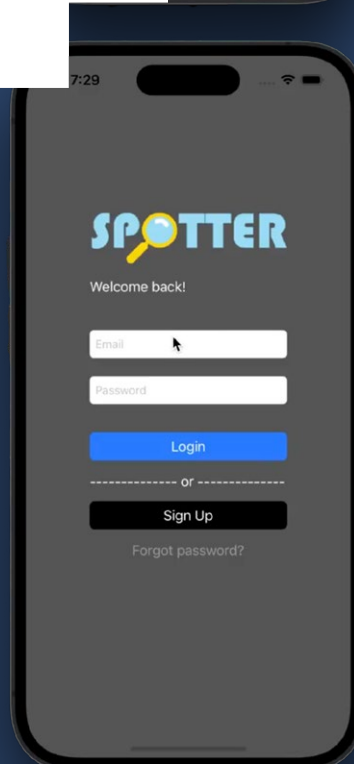 7:29
SPOTTER
Welcome back!
Email
Password
Login
-------------- or --------------
Sign Up
Forgot password?